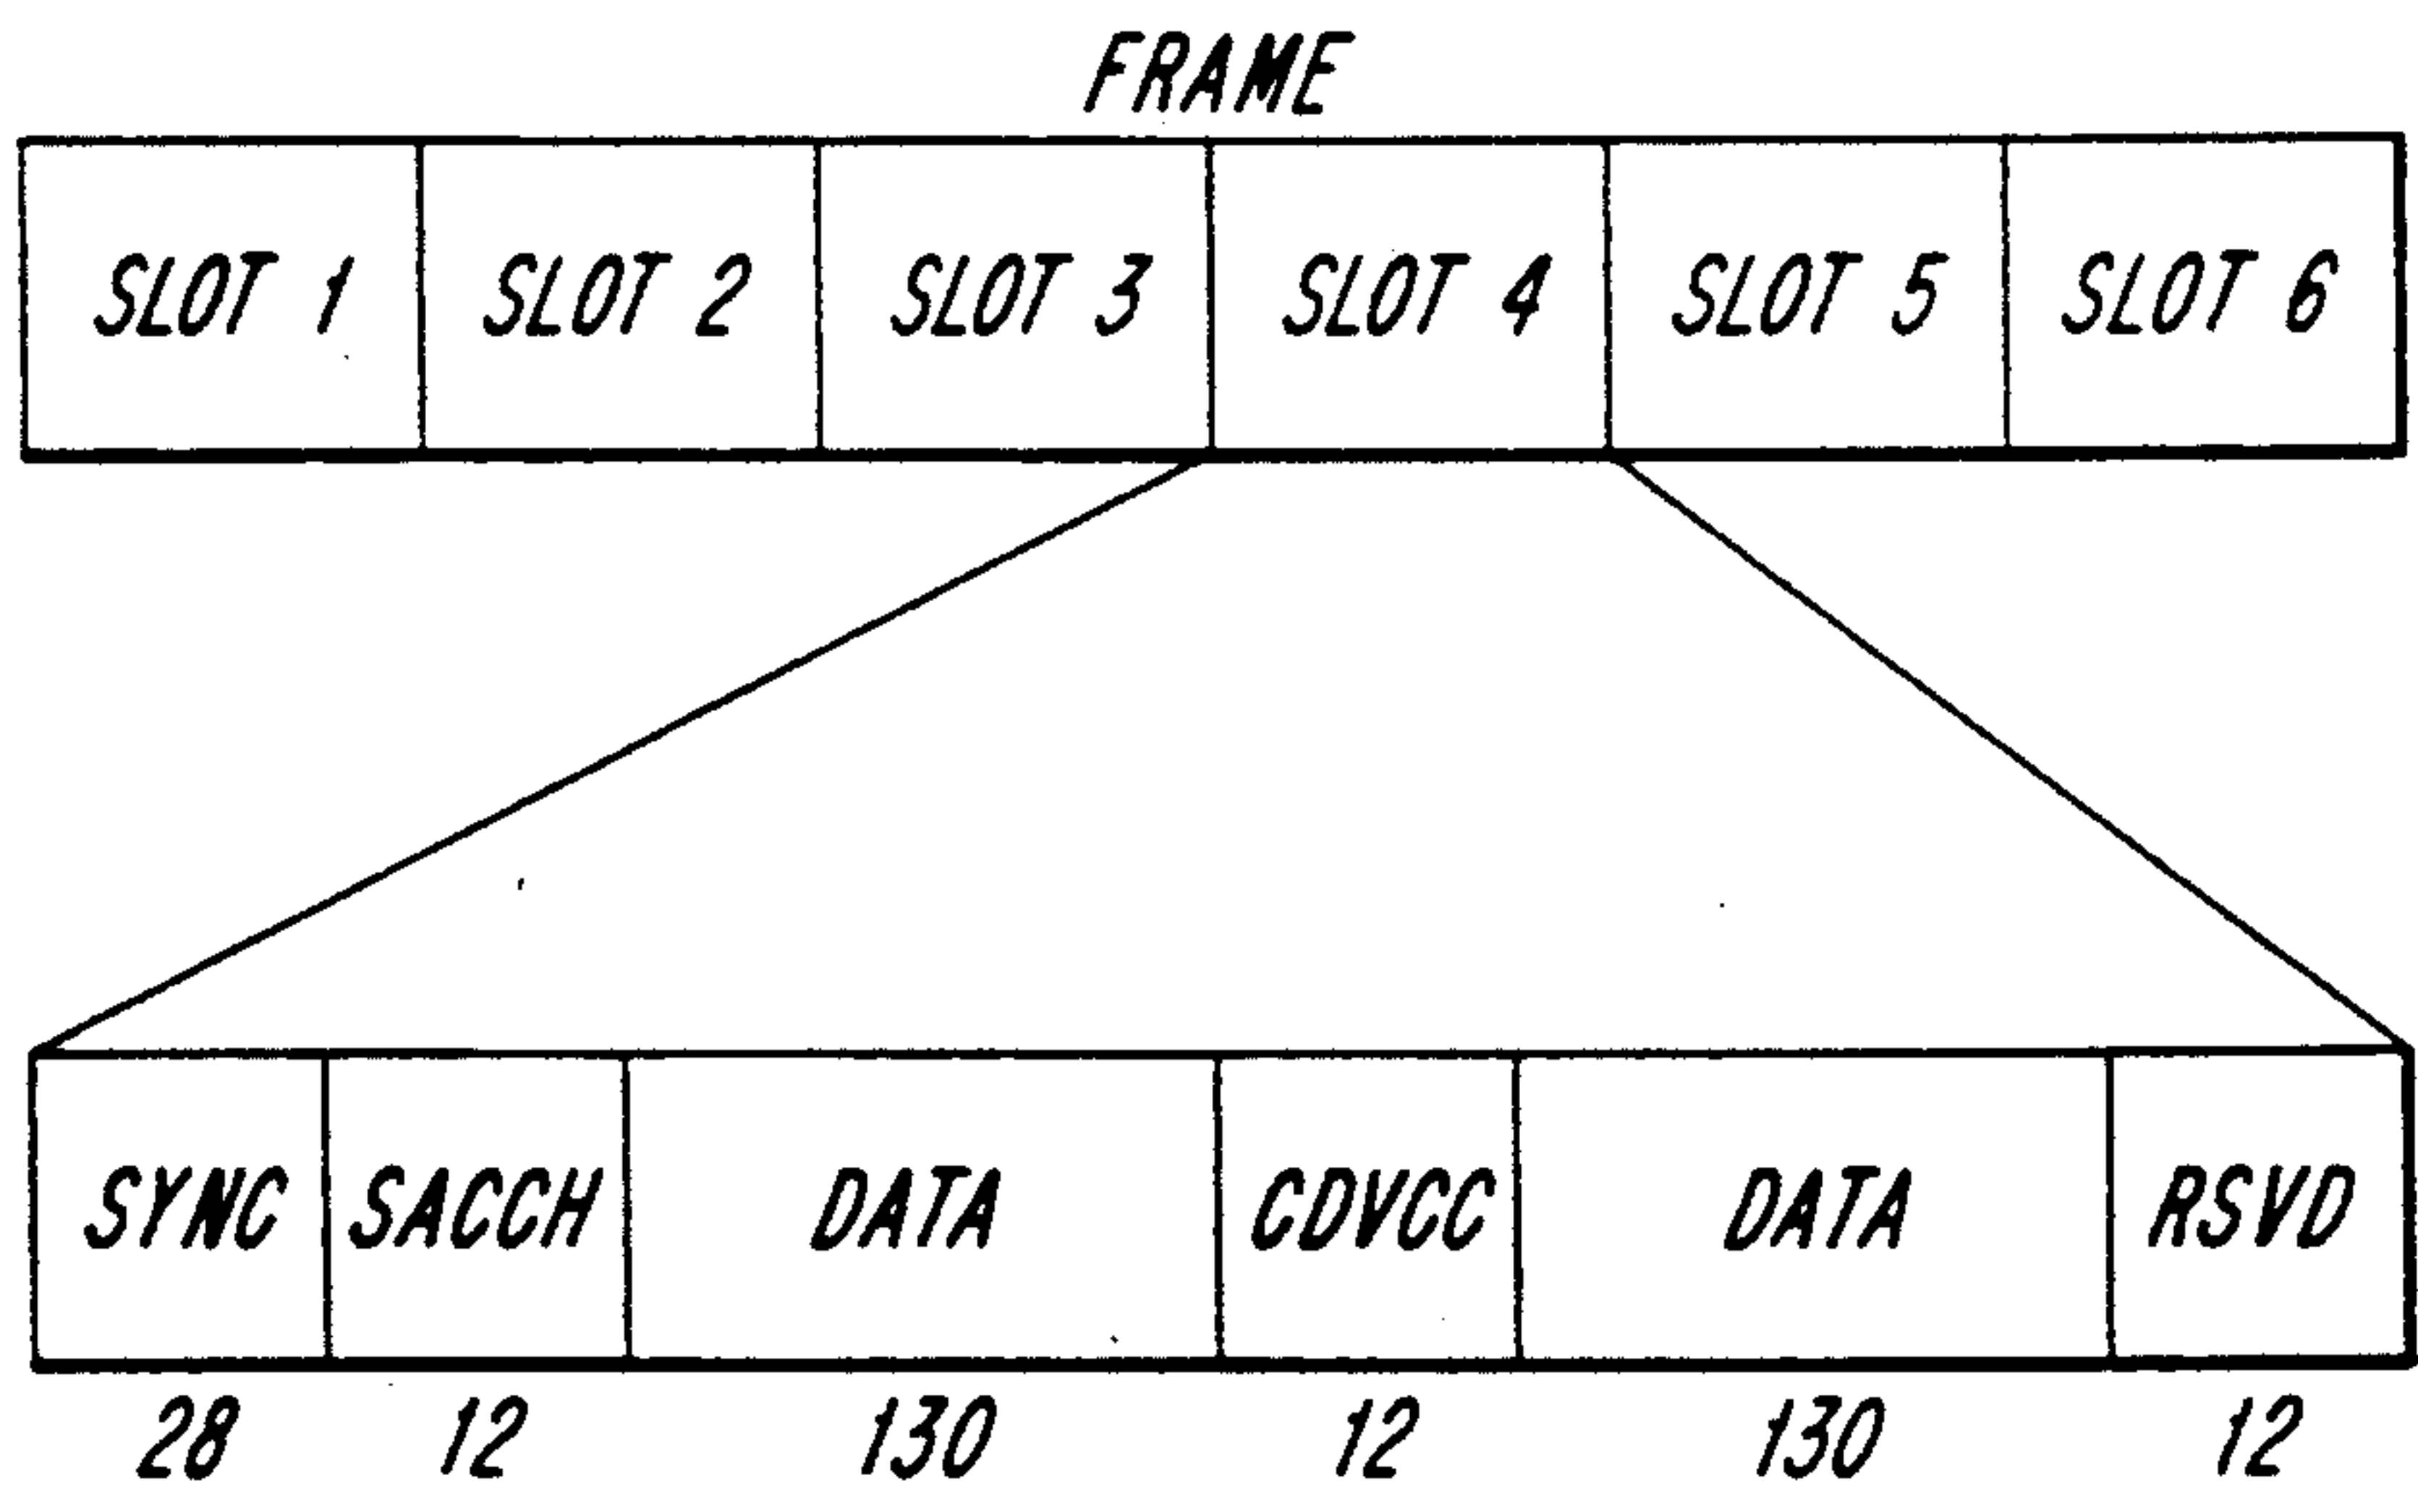 FRAME
SLOT 1 SLOT 2 SLOT 3 SLOT 4 SLOT 5 SLOT 6
SYNC SACCH DATA CDVCC DATA RSVD
28 12 130 12 130 12